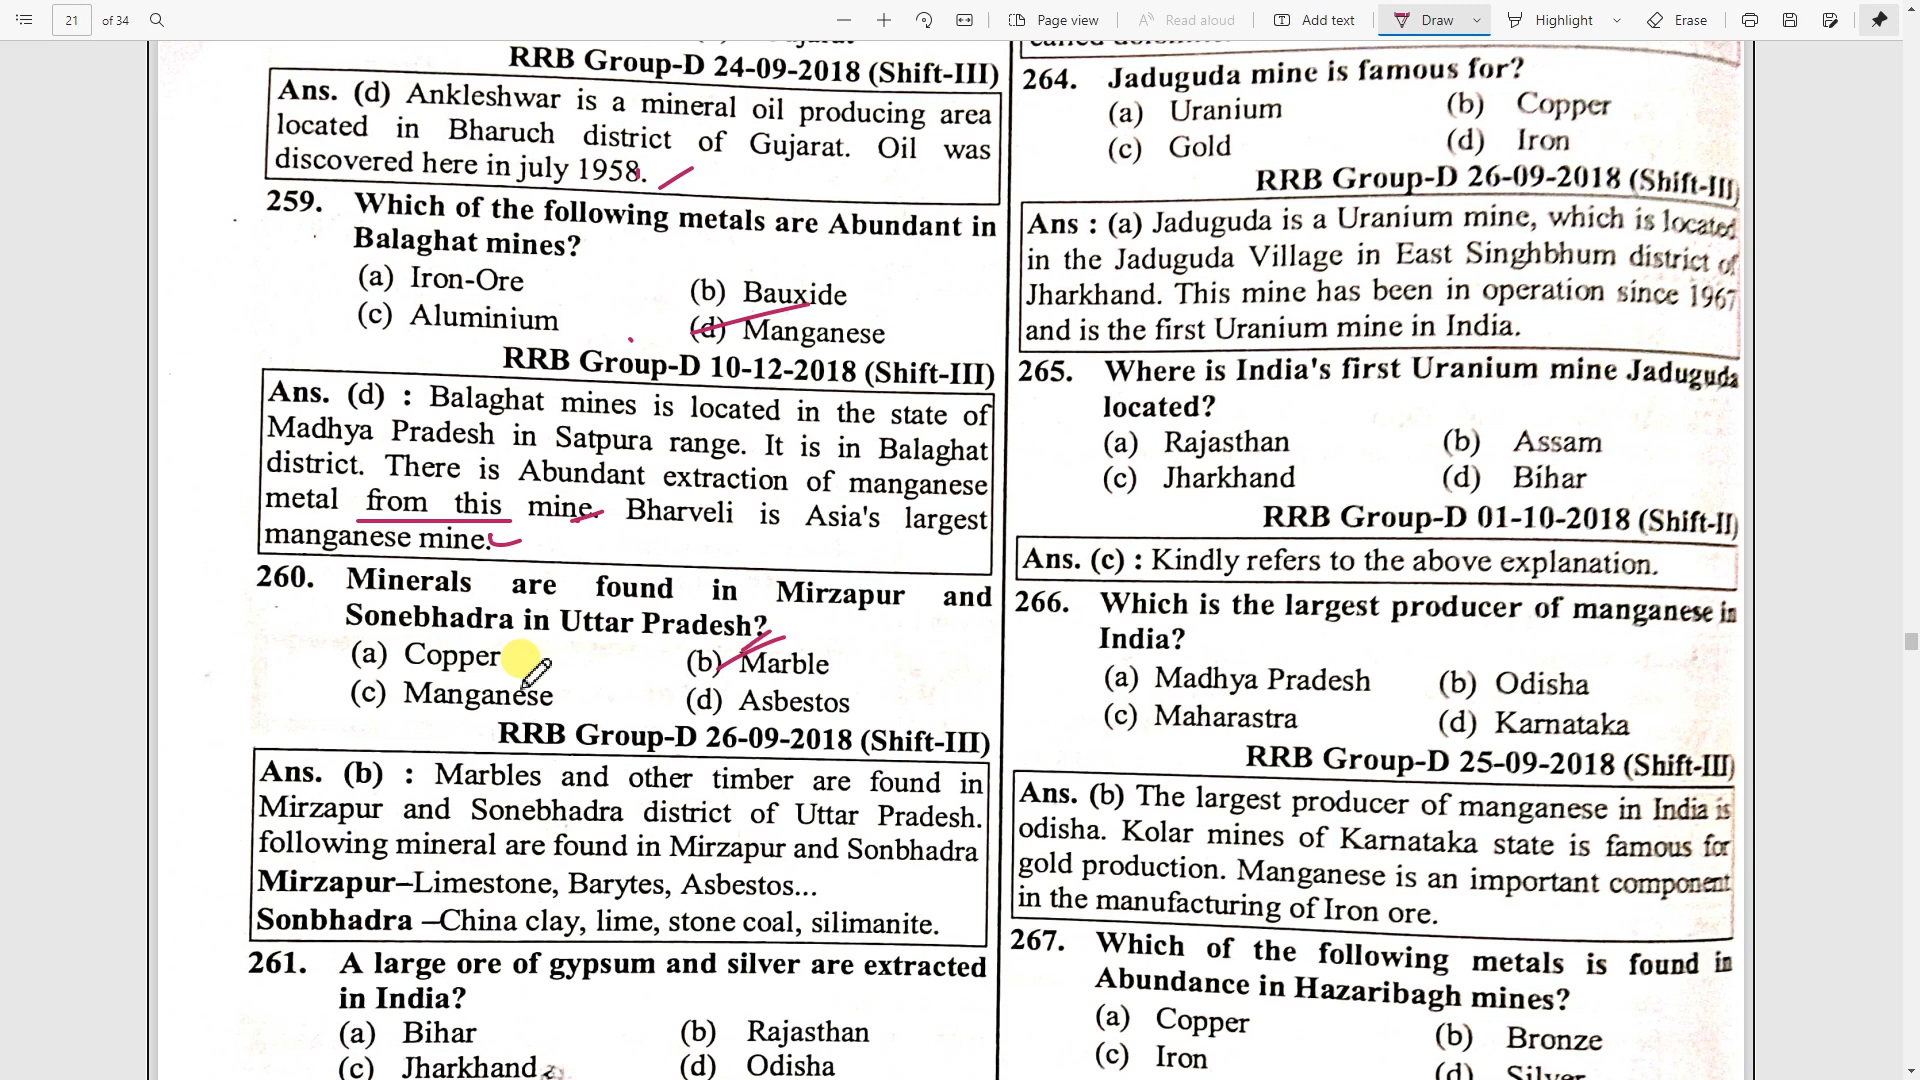 21 of 34
Page view
Read aloud
Add text
Draw
Highlight
Erase
RRB Group-D 24-09-2018 (Shift-III)
Ans. (d) Ankleshwar is a mineral oil producing area
located in Bharuch district of Gujarat. Oil was
discovered here in july 1958.
259. Which of the following metals are Abundant in
Balaghat mines?
(a) Iron-Ore (b) Bauxide
(c) Aluminium (d) Manganese
RRB Group-D 10-12-2018 (Shift-III)
Ans. (d) : Balaghat mines is located in the state of
Madhya Pradesh in Satpura range. It is in Balaghat
district. There is Abundant extraction of manganese
metal from this mine. Bharveli is Asia's largest
manganese mine.
260. Minerals are found in Mirzapur and
Sonebhadra in Uttar Pradesh?
(a) Copper (b) Marble
(c) Manganese (d) Asbestos
RRB Group-D 26-09-2018 (Shift-III)
Ans. (b) : Marbles and other timber are found in
Mirzapur and Sonebhadra district of Uttar Pradesh.
following mineral are found in Mirzapur and Sonbhadra
Mirzapur–Limestone, Barytes, Asbestos...
Sonbhadra –China clay, lime, stone coal, silimanite.
261. A large ore of gypsum and silver are extracted
in India?
(a) Bihar (b) Rajasthan
(c) Jharkhand (d) Odisha
264. Jaduguda mine is famous for?
(a) Uranium (b) Copper
(c) Gold (d) Iron
RRB Group-D 26-09-2018 (Shift-III)
Ans : (a) Jaduguda is a Uranium mine, which is located
in the Jaduguda Village in East Singhbhum district of
Jharkhand. This mine has been in operation since 1967
and is the first Uranium mine in India.
265. Where is India's first Uranium mine Jaduguda
located?
(a) Rajasthan (b) Assam
(c) Jharkhand (d) Bihar
RRB Group-D 01-10-2018 (Shift-II)
Ans. (c) : Kindly refers to the above explanation.
266. Which is the largest producer of manganese in
India?
(a) Madhya Pradesh (b) Odisha
(c) Maharastra (d) Karnataka
RRB Group-D 25-09-2018 (Shift-III)
Ans. (b) The largest producer of manganese in India is
odisha. Kolar mines of Karnataka state is famous for
gold production. Manganese is an important component
in the manufacturing of Iron ore.
267. Which of the following metals is found in
Abundance in Hazaribagh mines?
(a) Copper (b) Bronze
(c) Iron (d) Silver